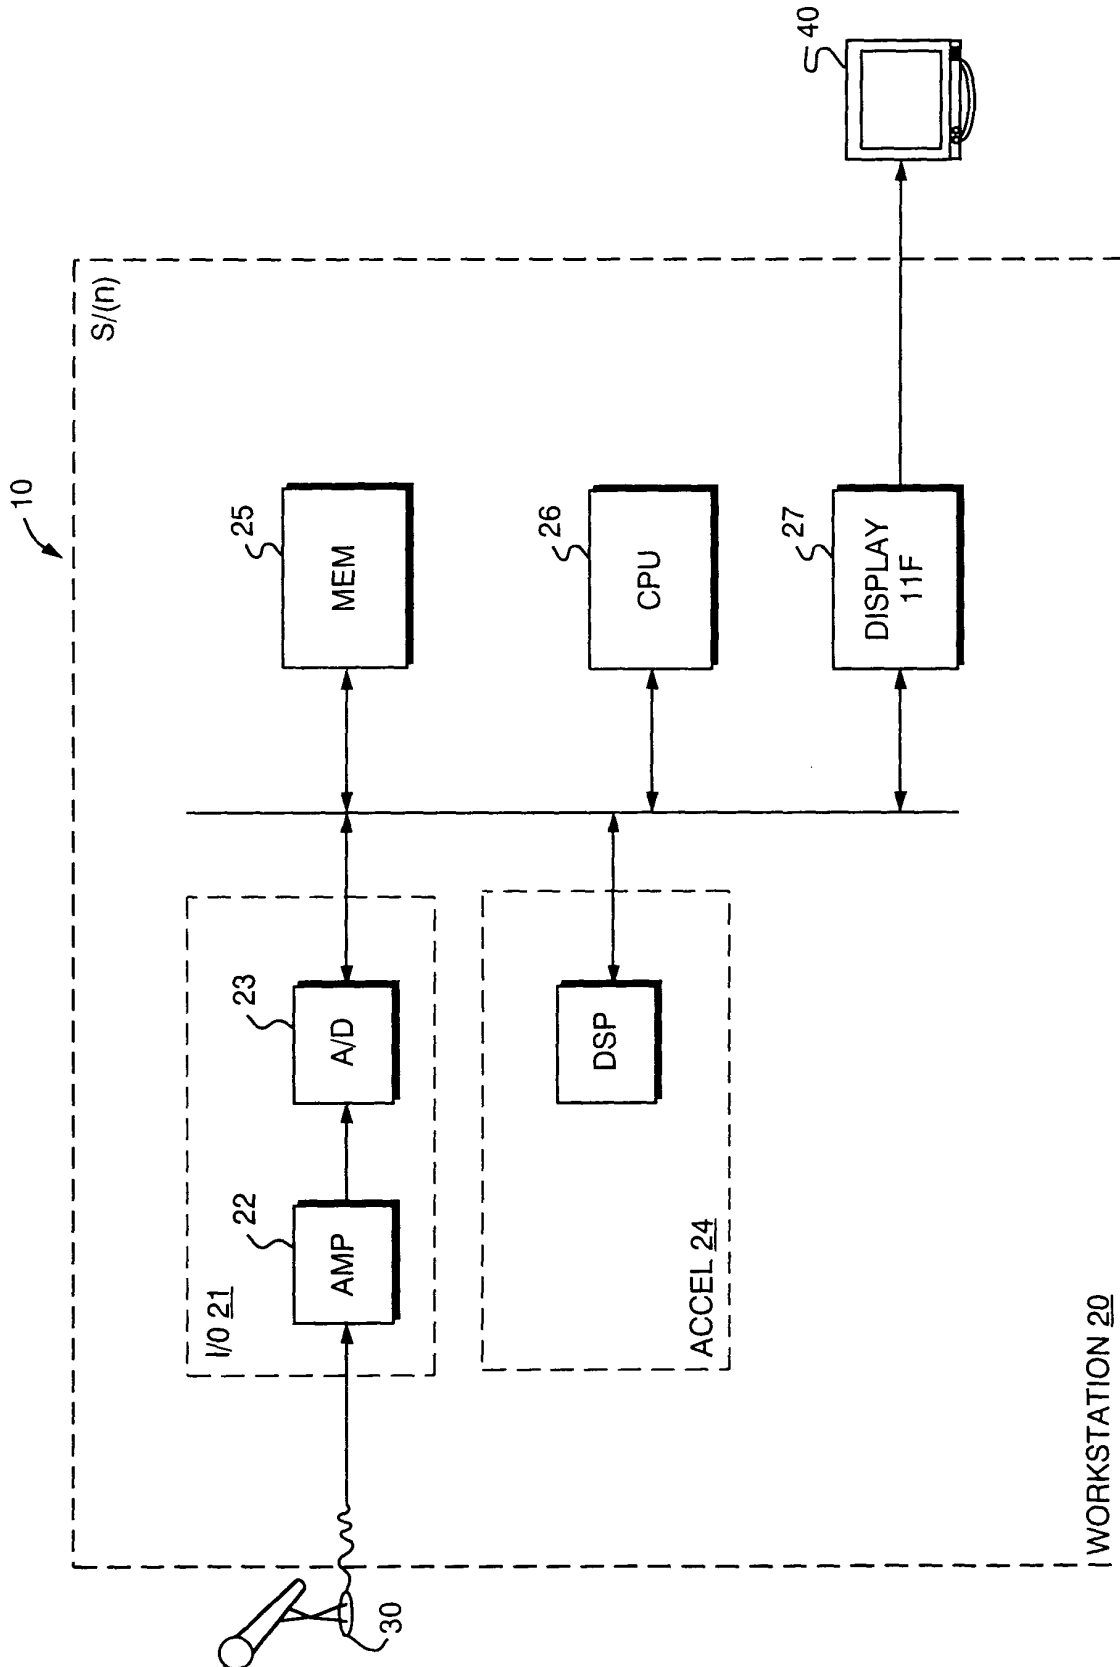 10
S/(n)
I/0 21
22
AMP
23
A/D
25
MEM
30
ACCEL 24
DSP
26
CPU
27
DISPLAY
11F
40
WORKSTATION 20